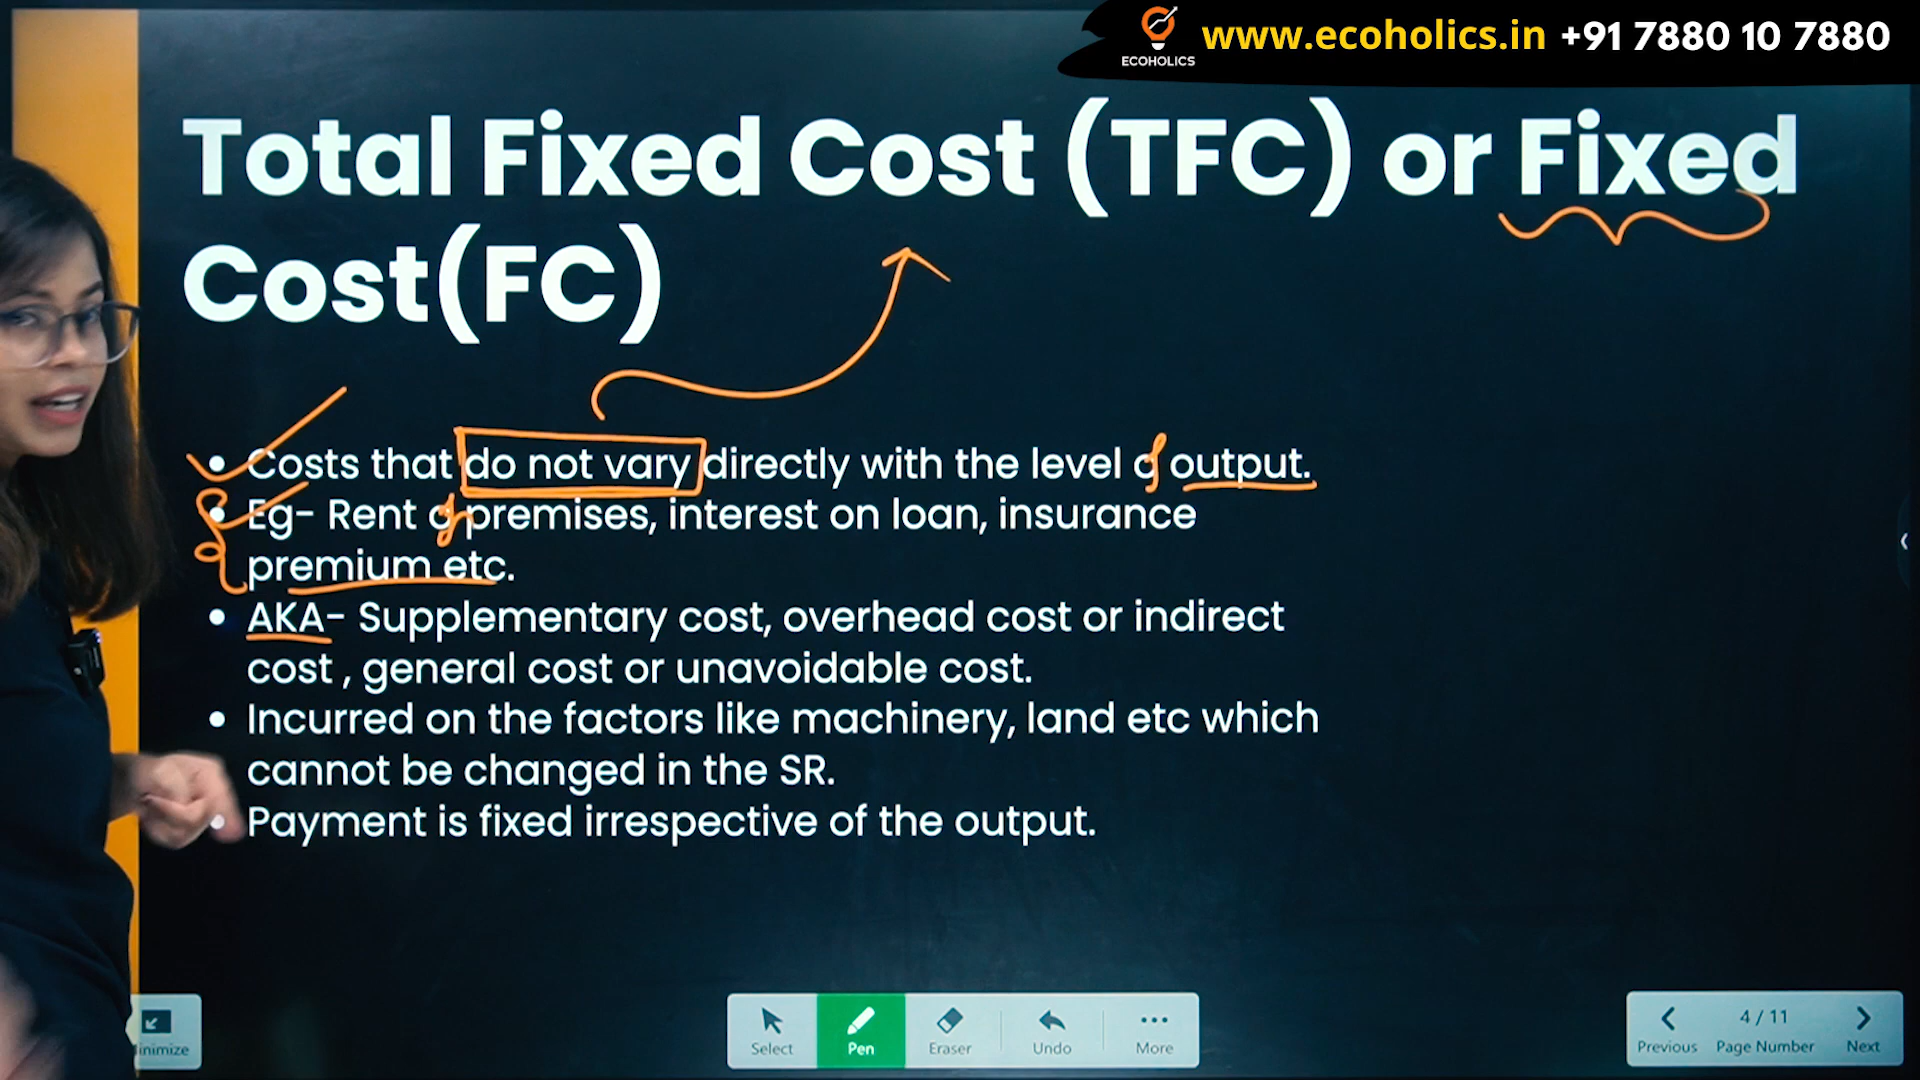 www.ecoholics.in +91 7880 10 7880
ECOHOLICS
Total Fixed Cost (TFC) or Fixed
Cost(FC)
• Costs that do not vary directly with the level of output.
• Eg- Rent of premises, interest on loan, insurance
premium etc.
• AKA- Supplementary cost, overhead cost or indirect
cost , general cost or unavoidable cost.
• Incurred on the factors like machinery, land etc which
cannot be changed in the SR.
• Payment is fixed irrespective of the output.
inimize
Select
Pen
Eraser
Undo
More
4 / 11
Previous
Page Number
Next